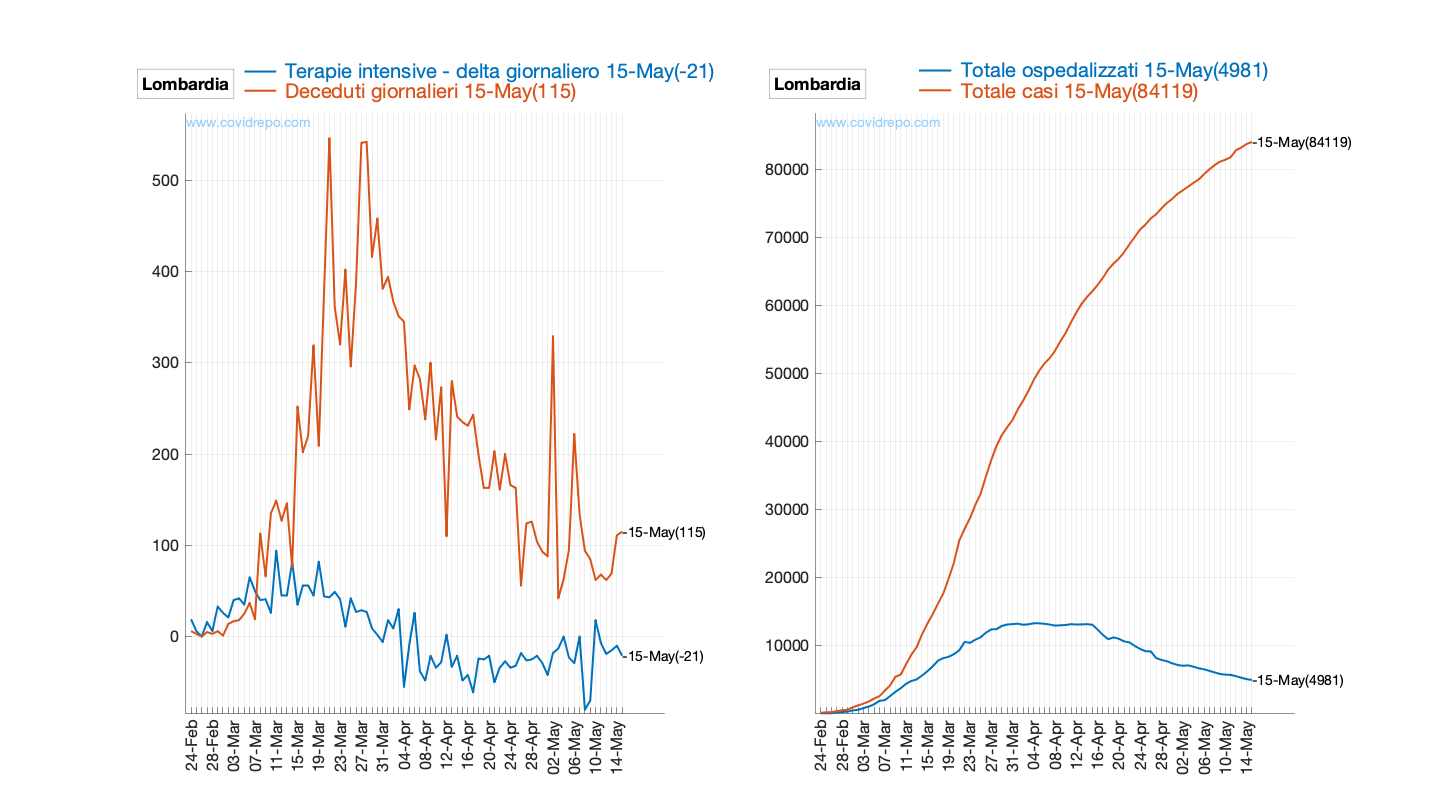 Lombardia
Terapie intensive - delta giornaliero 15-May(-21)
Deceduti giornalieri 15-May(115)
www.covidrepo.com
500
400
300
200
100
0
15-May(115)
15-May(-21)
24-Feb
28-Feb
03-Mar
07-Mar
11-Mar
15-Mar
19-Mar
23-Mar
27-Mar
31-Mar
04-Apr
08-Apr
12-Apr
16-Apr
20-Apr
24-Apr
28-Apr
02-May
06-May
10-May
14-May
Lombardia
Totale ospedalizzati 15-May(4981)
Totale casi 15-May(84119)
www.covidrepo.com
80000
70000
60000
50000
40000
30000
20000
10000
15-May(84119)
15-May(4981)
24-Feb
28-Feb
03-Mar
07-Mar
11-Mar
15-Mar
19-Mar
23-Mar
27-Mar
31-Mar
04-Apr
08-Apr
12-Apr
16-Apr
20-Apr
24-Apr
28-Apr
02-May
06-May
10-May
14-May